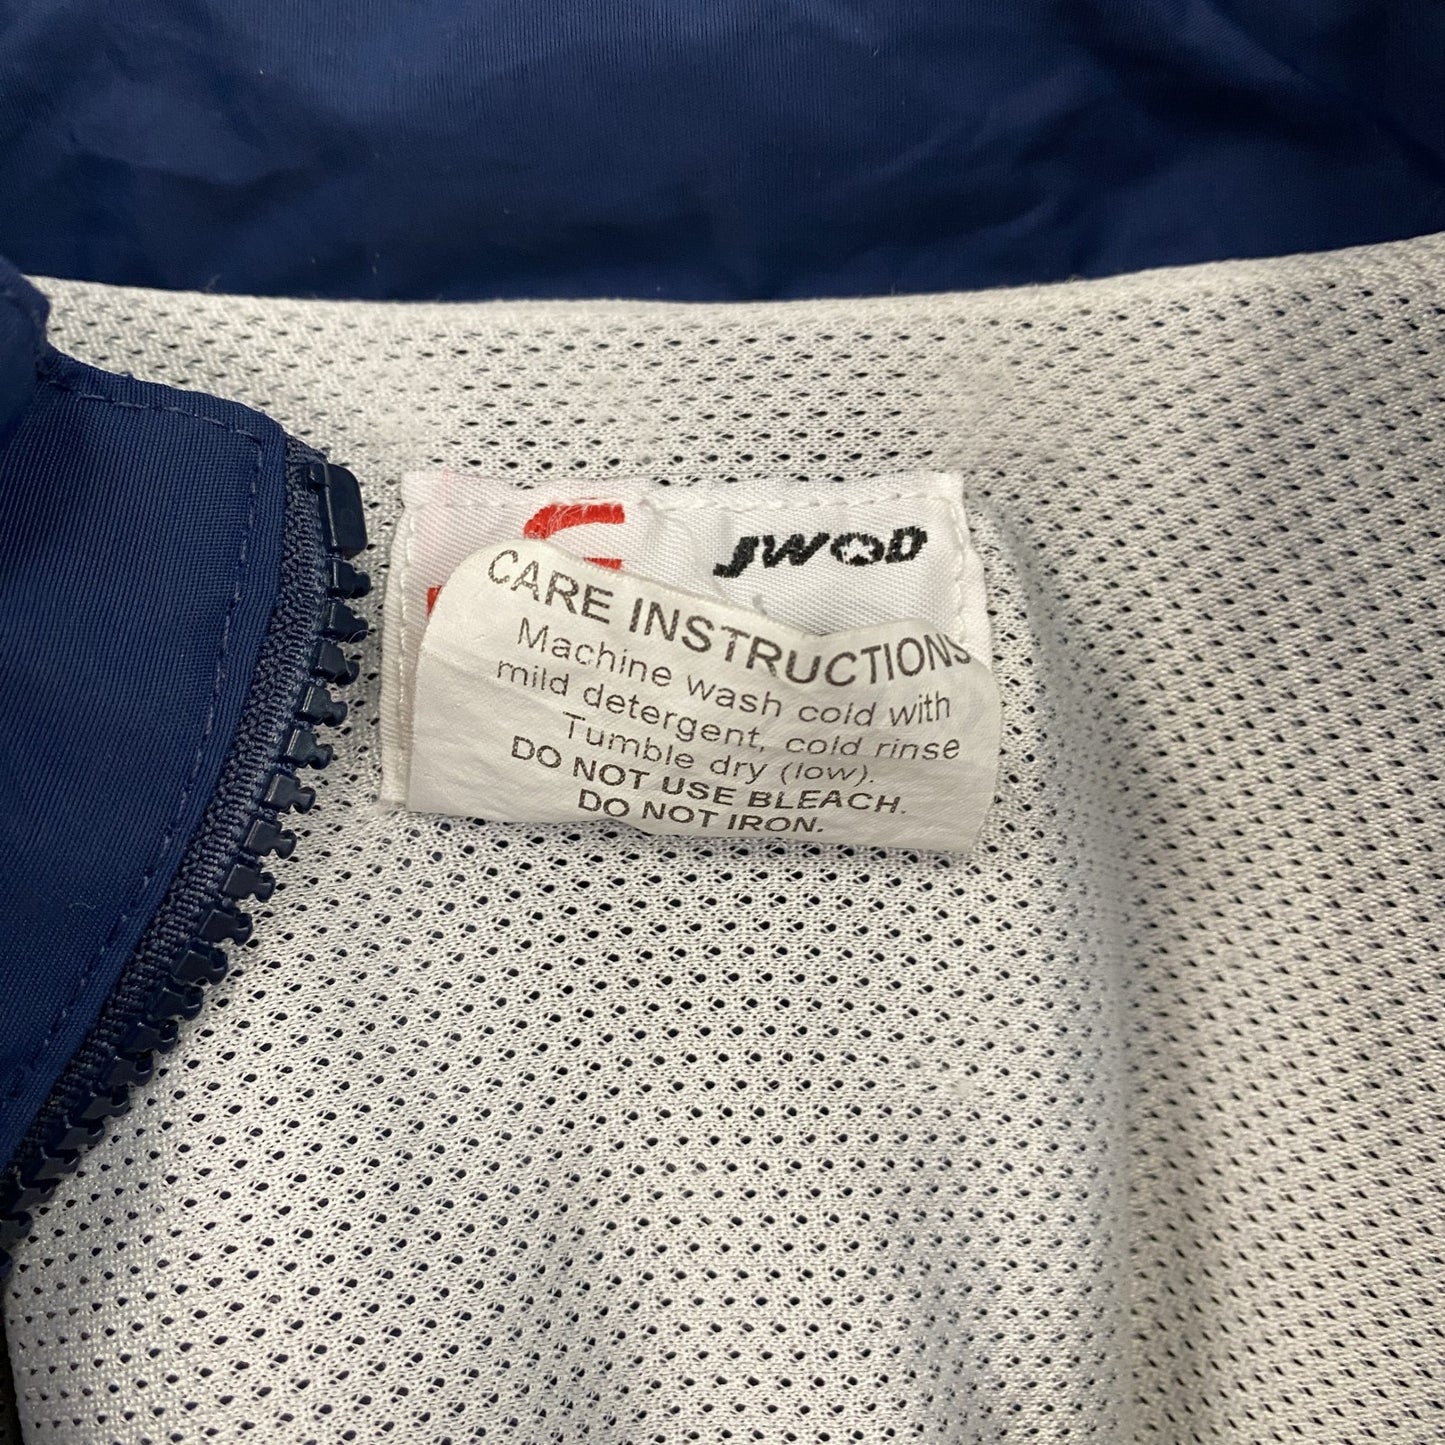 JWOD
CARE INSTRUCTIONS
Machine wash cold with
mild detergent, cold rinse
Tumble dry (low).
DO NOT USE BLEACH.
DO NOT IRON.